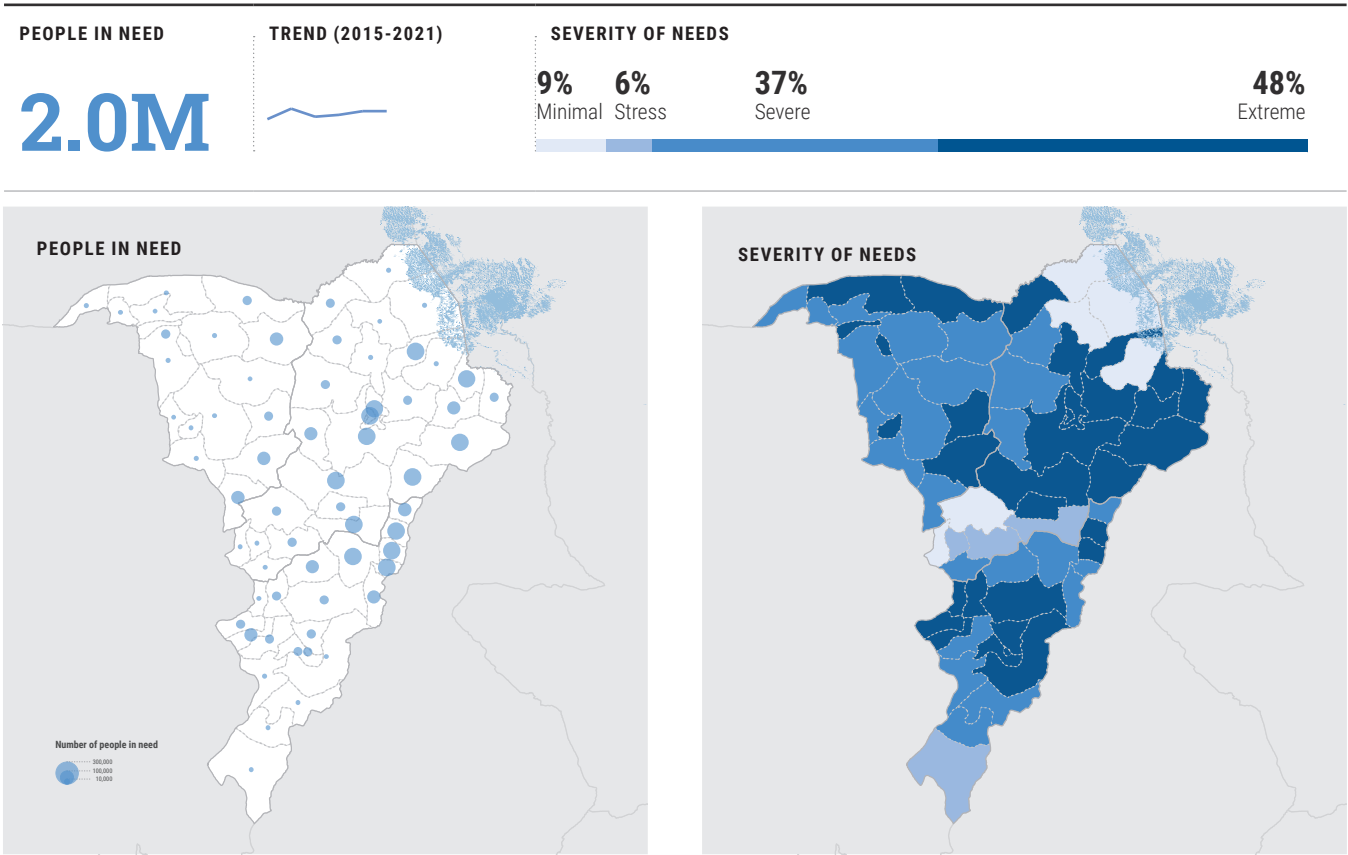 PEOPLE IN NEED
2.0M
TREND (2015-2021)
SEVERITY OF NEEDS
9%
Minimal
6%
Stress
37%
Severe
48%
Extreme
PEOPLE IN NEED
Number of people in need
300,000
100,000
10,000
SEVERITY OF NEEDS